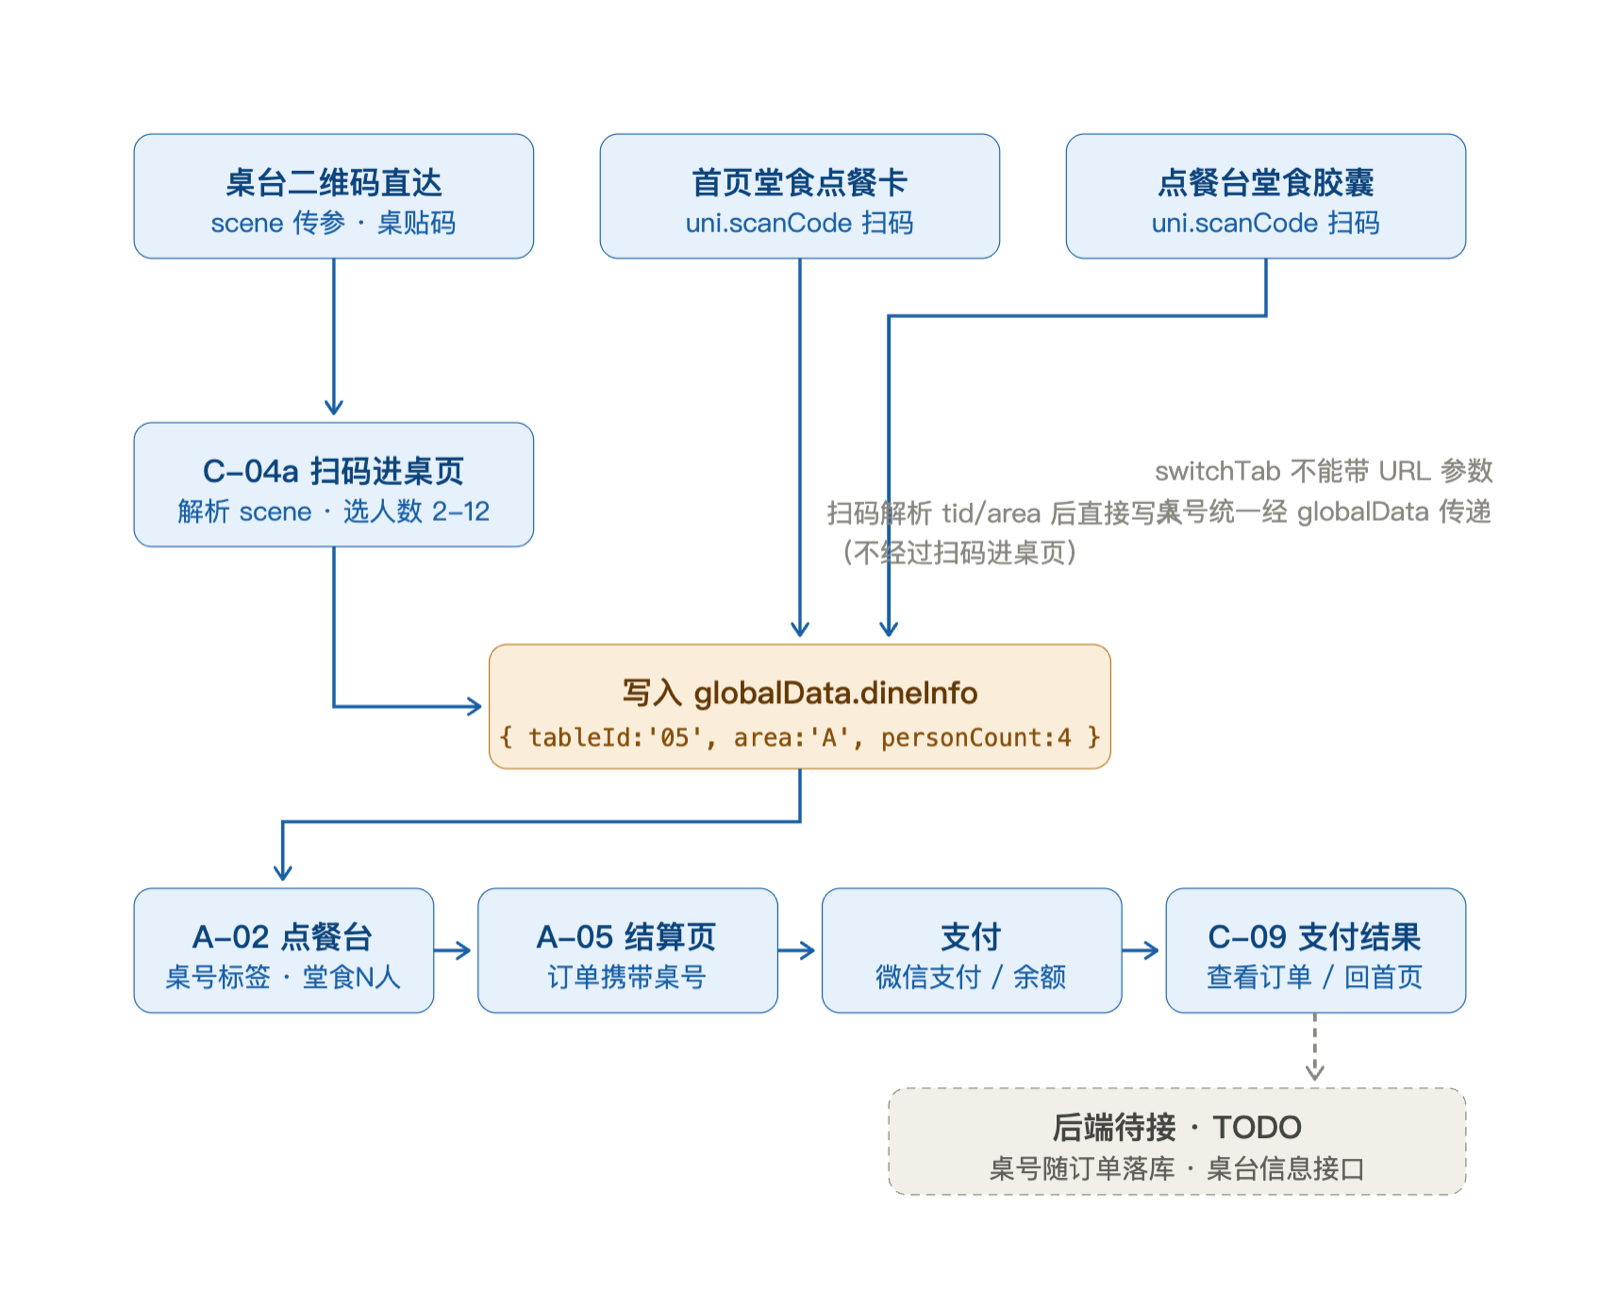 桌台二维码直达
scene 传参 · 桌贴码
首页堂食点餐卡
uni.scanCode 扫码
点餐台堂食胶囊
uni.scanCode 扫码
C-04a 扫码进桌页
解析 scene · 选人数 2-12
switchTab 不能带 URL 参数
桌号统一经 globalData 传递
扫码解析 tid/area 后直接写入
（不经过扫码进桌页）
写入 globalData.dineInfo
{ tableId:'05', area:'A', personCount:4 }
A-02 点餐台
桌号标签 · 堂食N人
A-05 结算页
订单携带桌号
支付
微信支付 / 余额
C-09 支付结果
查看订单 / 回首页
后端待接 · TODO
桌号随订单落库 · 桌台信息接口